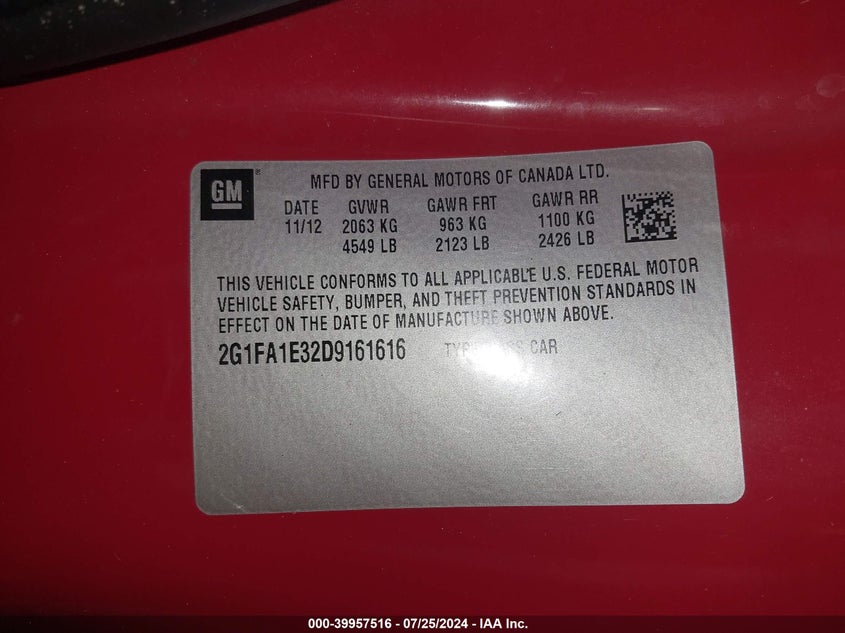 GM
MFD BY GENERAL MOTORS OF CANADA LTD.
DATE GVWR GAWR FRT GAWR RR
11/12 2063 KG 963 KG 1100 KG
4549 LB 2123 LB 2426 LB
THIS VEHICLE CONFORMS TO ALL APPLICABLE U.S. FEDERAL MOTOR
VEHICLE SAFETY, BUMPER, AND THEFT PREVENTION STANDARDS IN
EFFECT ON THE DATE OF MANUFACTURE SHOWN ABOVE.
2G1FA1E32D9161616 CAR
000-39957516 - 07/25/2024 - IAA Inc.